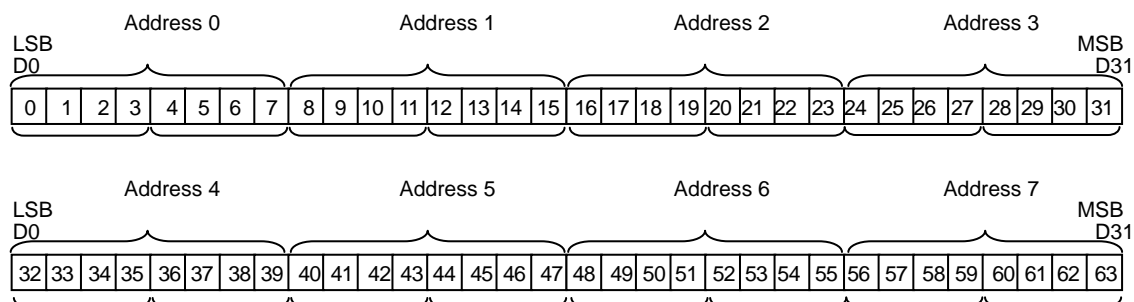 Address 0 Address 1 Address 2 Address 3
LSB MSB
D0 D31
0 1 2 3 4 5 6 7 8 9 10 11 12 13 14 15 16 17 18 19 20 21 22 23 24 25 26 27 28 29 30 31
Address 4 Address 5 Address 6 Address 7
LSB MSB
D0 D31
32 33 34 35 36 37 38 39 40 41 42 43 44 45 46 47 48 49 50 51 52 53 54 55 56 57 58 59 60 61 62 63